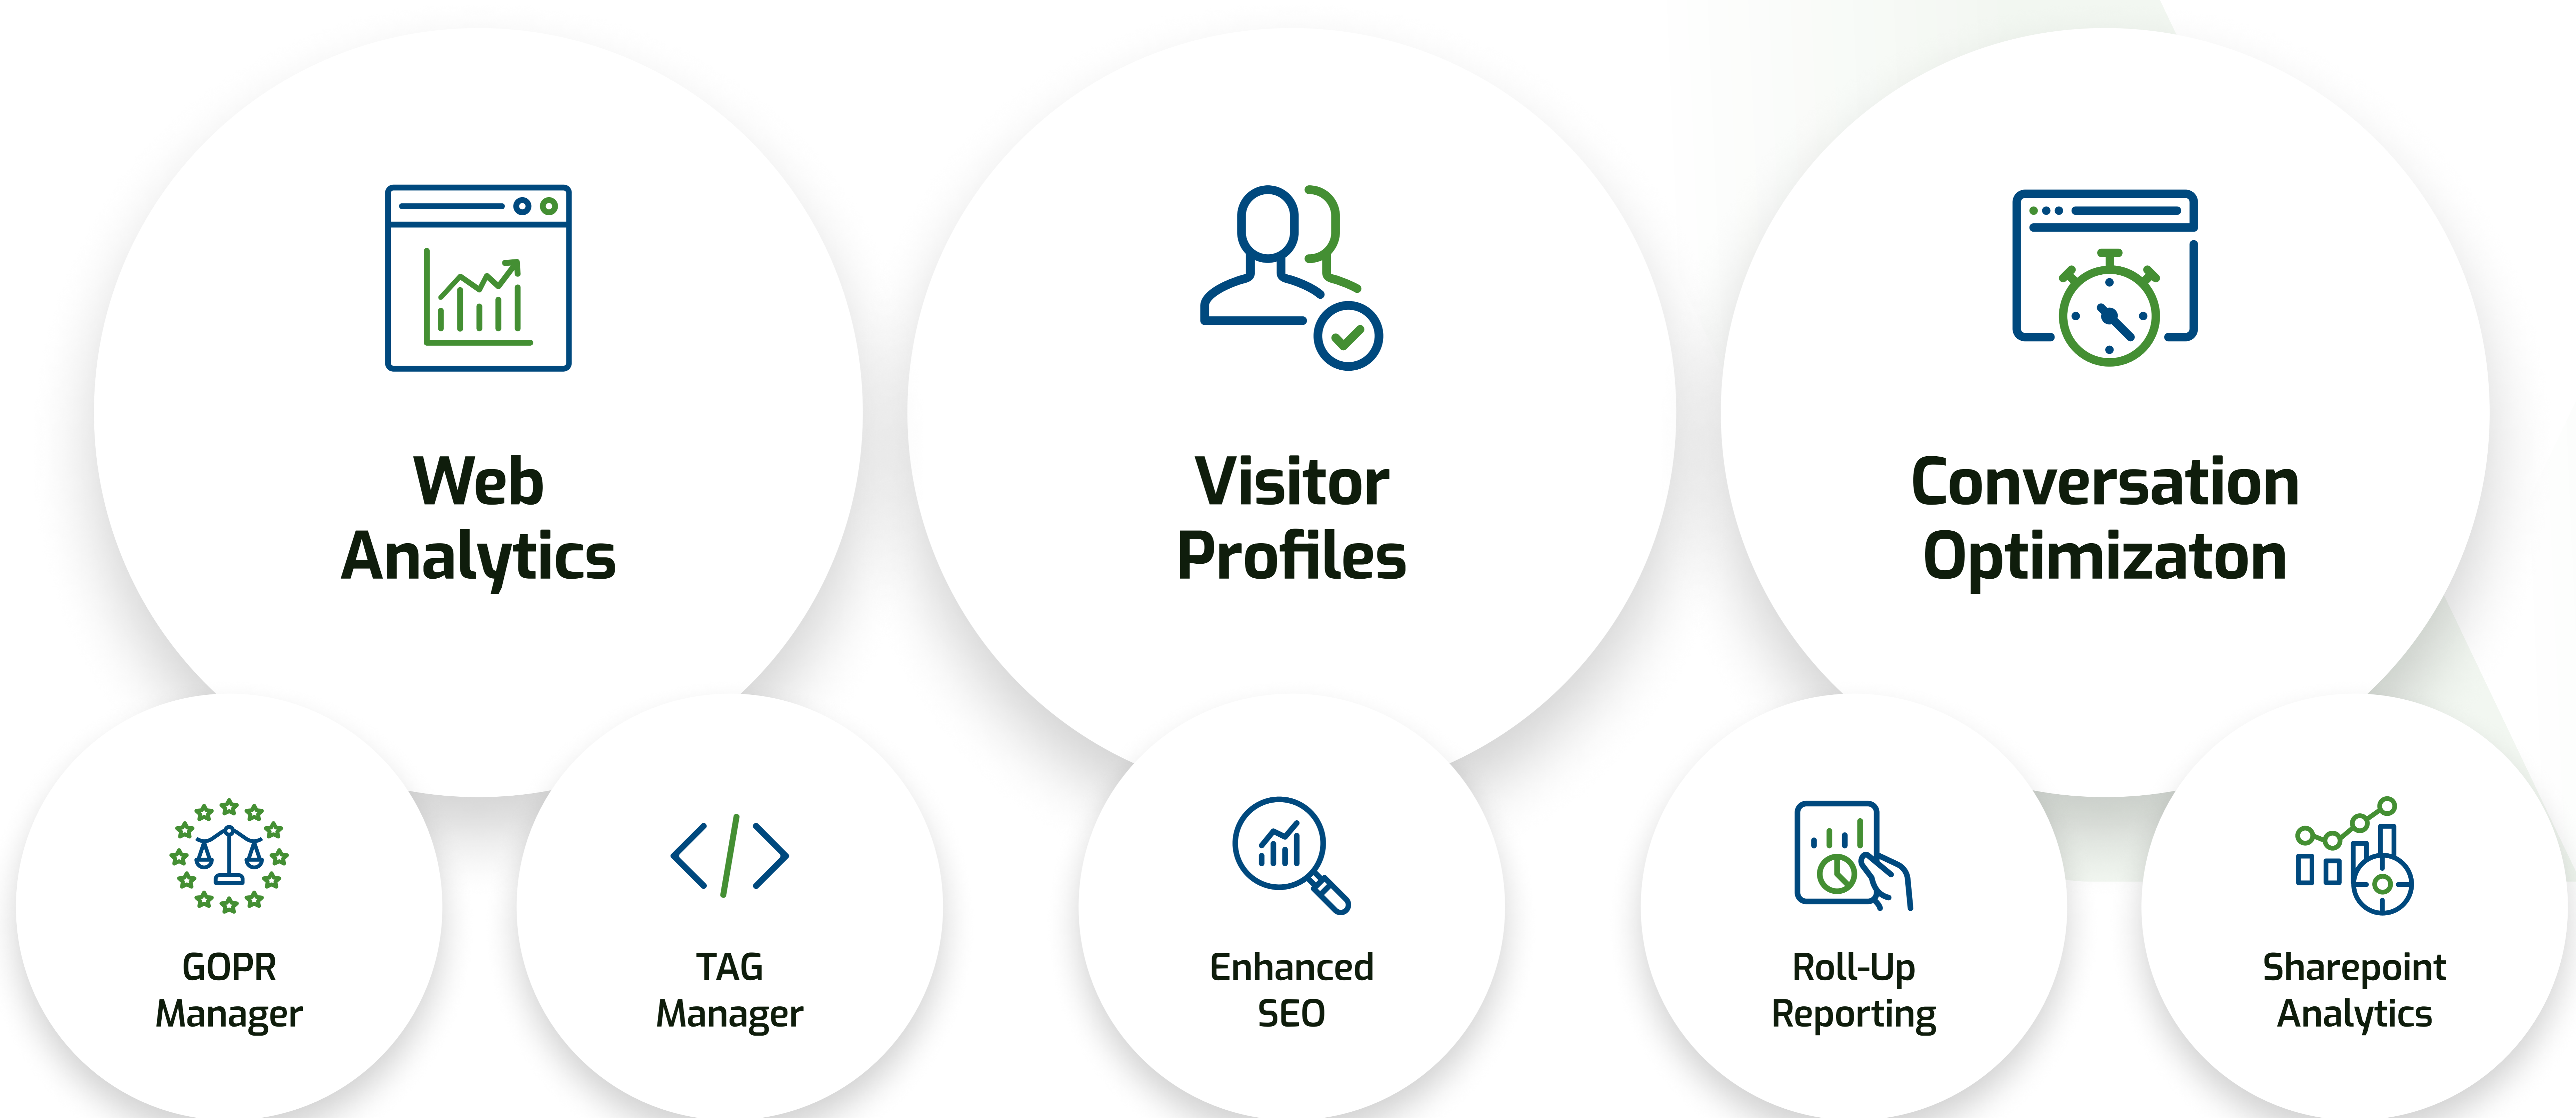 Web
Analytics
Visitor
Profiles
Conversation
Optimizaton
GOPR
Manager
TAG
Manager
Enhanced
SEO
Roll-Up
Reporting
Sharepoint
Analytics